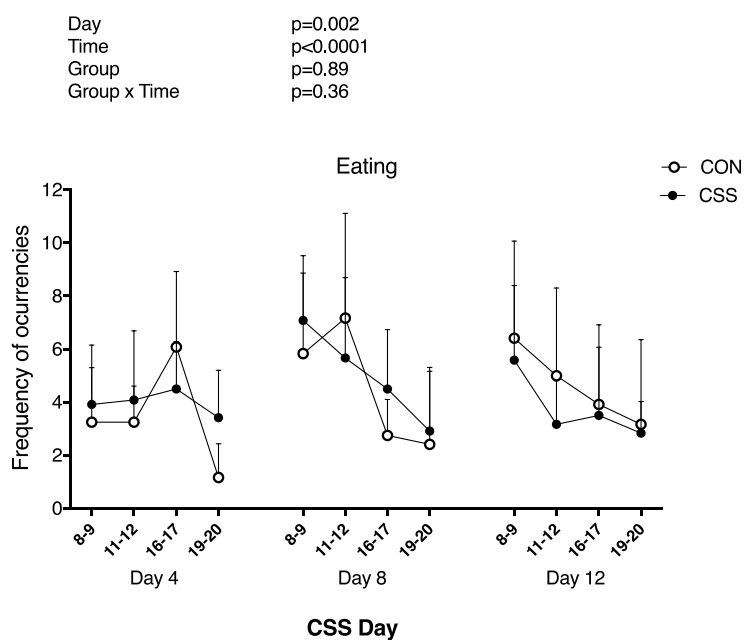 Day p=0.002
Time p<0.0001
Group p=0.89
Group x Time p=0.36
Eating
CON
CSS
Frequency of ocurrencies
12
10
8
6
4
2
0
8-9 11-12 16-17 19-20 8-9 11-12 16-17 19-20 8-9 11-12 16-17 19-20
Day 4 Day 8 Day 12
CSS Day